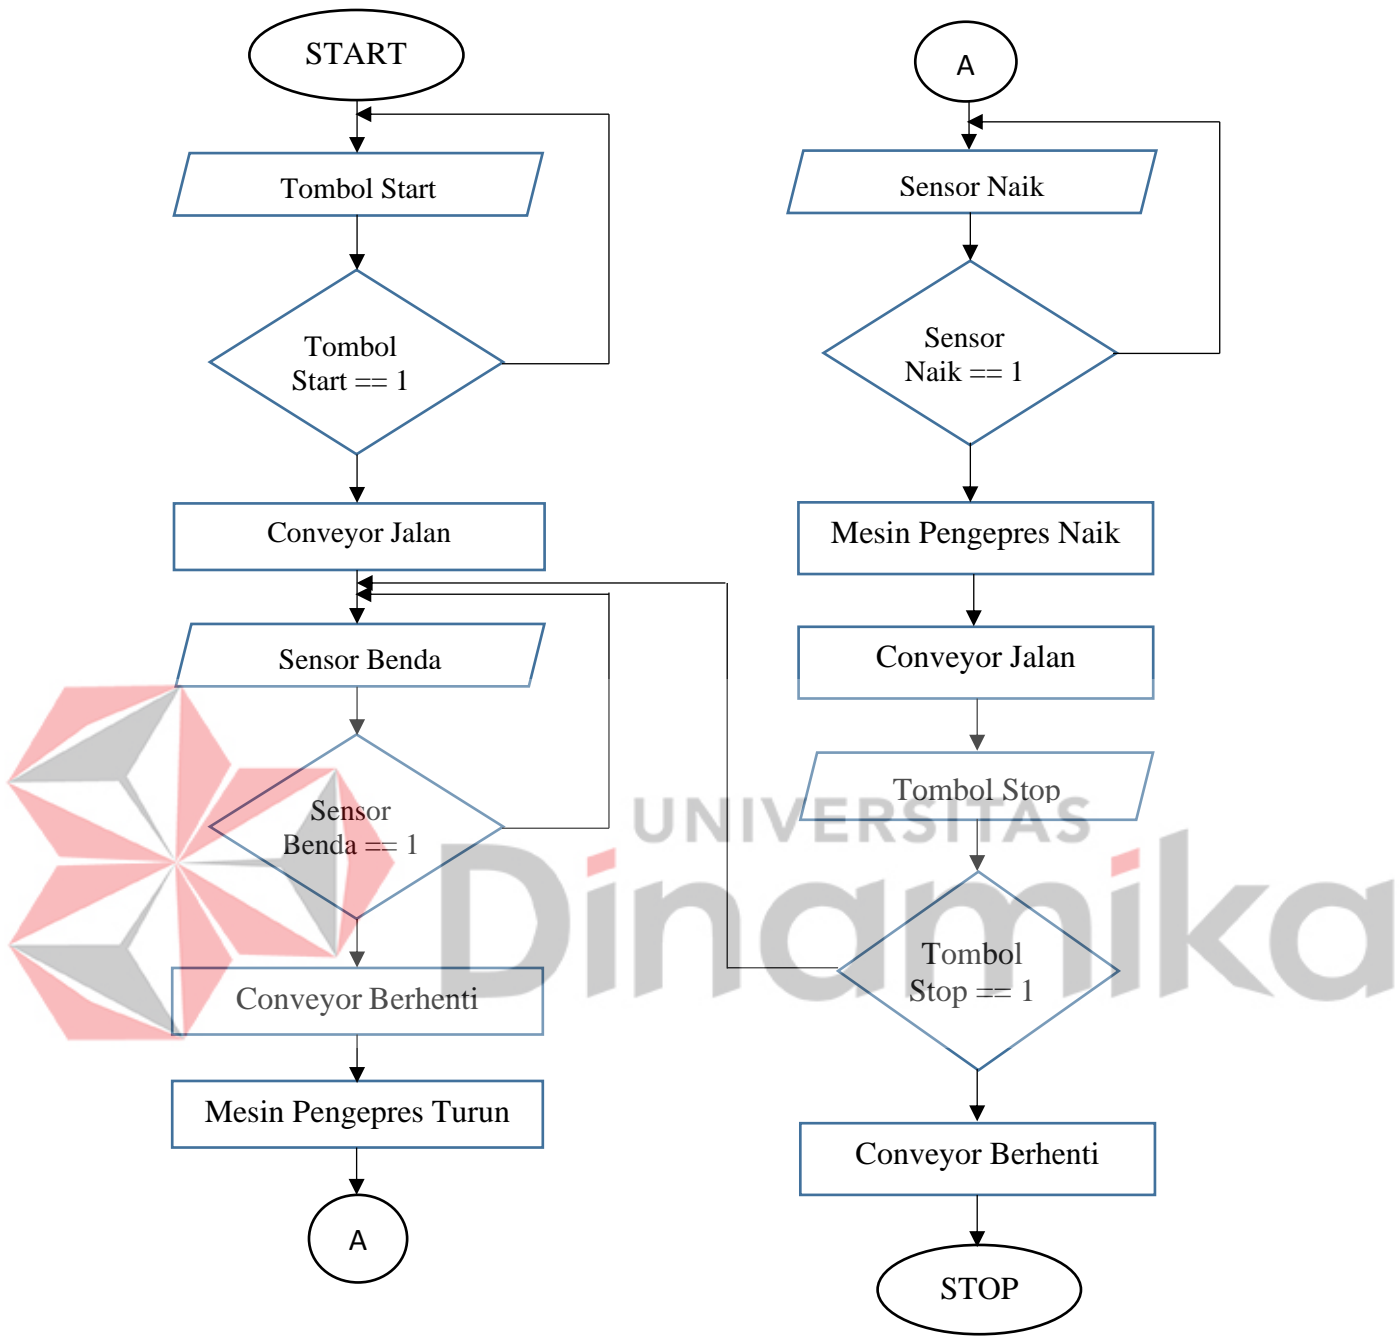 START
Tombol Start
Tombol
Start == 1
Conveyor Jalan
Sensor Benda
Sensor
Benda == 1
Conveyor Berhenti
Mesin Pengepres Turun
A
A
Sensor Naik
Sensor
Naik == 1
Mesin Pengepres Naik
Conveyor Jalan
Tombol Stop
Tombol
Stop == 1
Conveyor Berhenti
STOP
UNIVERSITAS
Dinamika